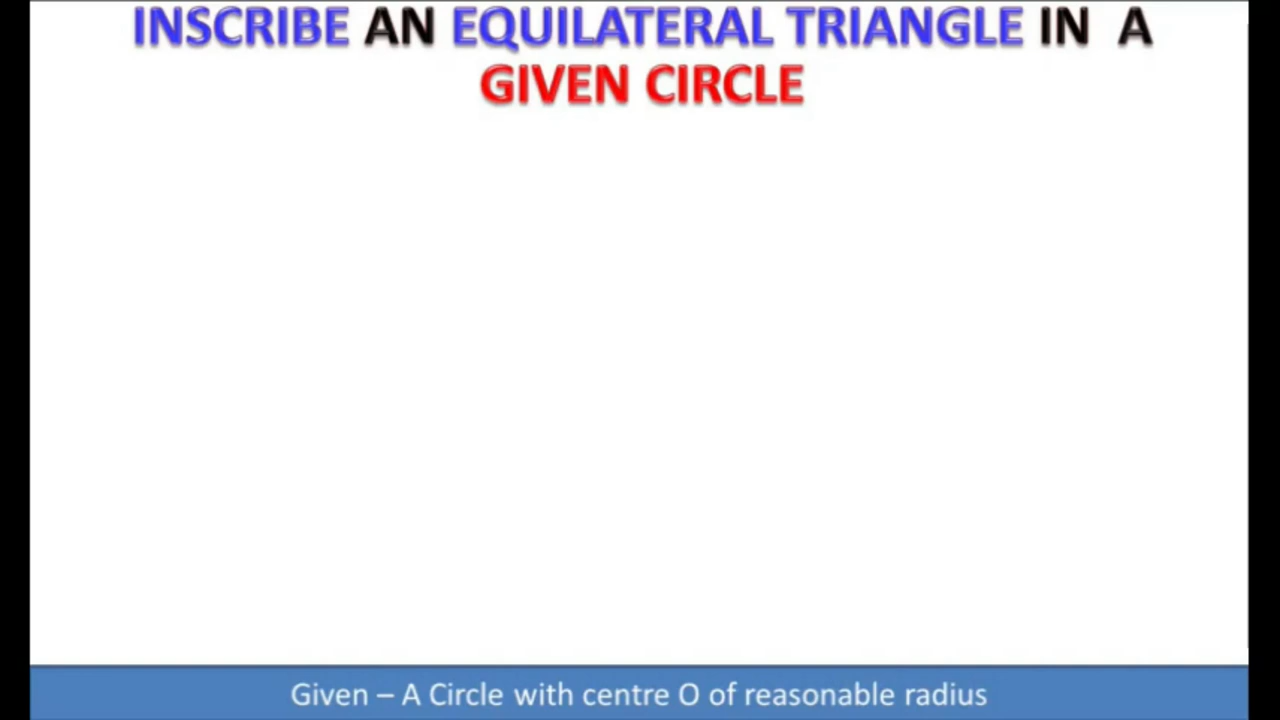 INSCRIBE AN EQUILATERAL TRIANGLE IN A
GIVEN CIRCLE
Given – A Circle with centre O of reasonable radius